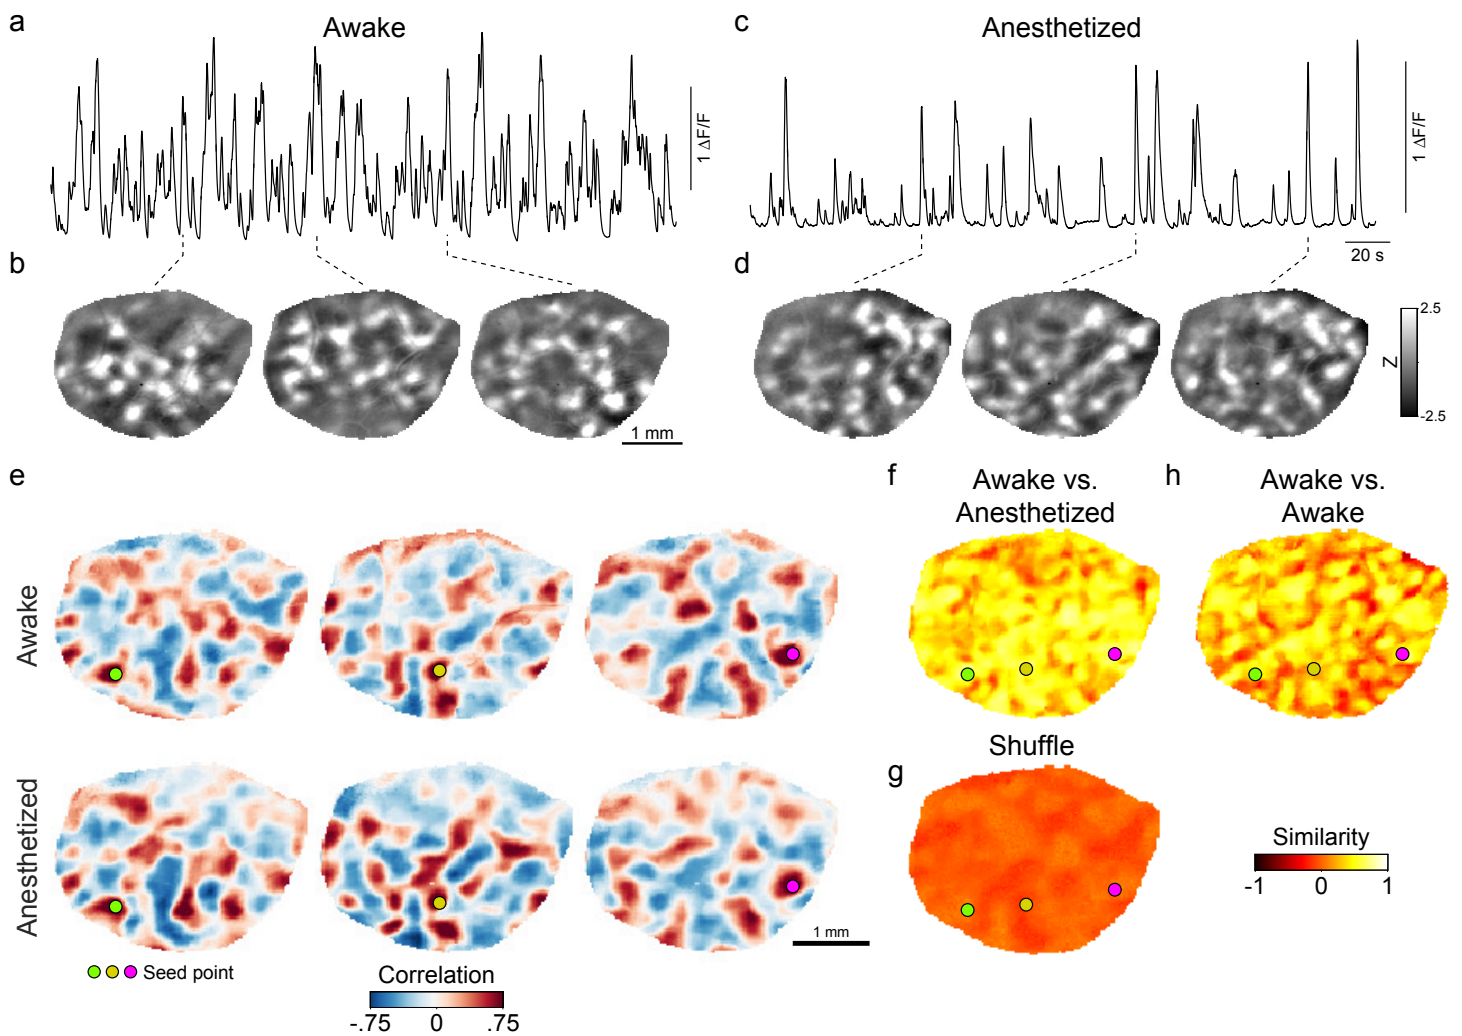 a
Awake
1 ΔF/F
c
Anesthetized
1 ΔF/F
20 s
b
1 mm
d
2.5
Z
-2.5
e
Awake
Anesthetized
1 mm
Seed point
Correlation
-.75 0 .75
f
Awake vs.
Anesthetized
h
Awake vs.
Awake
g
Shuffle
Similarity
-1 0 1